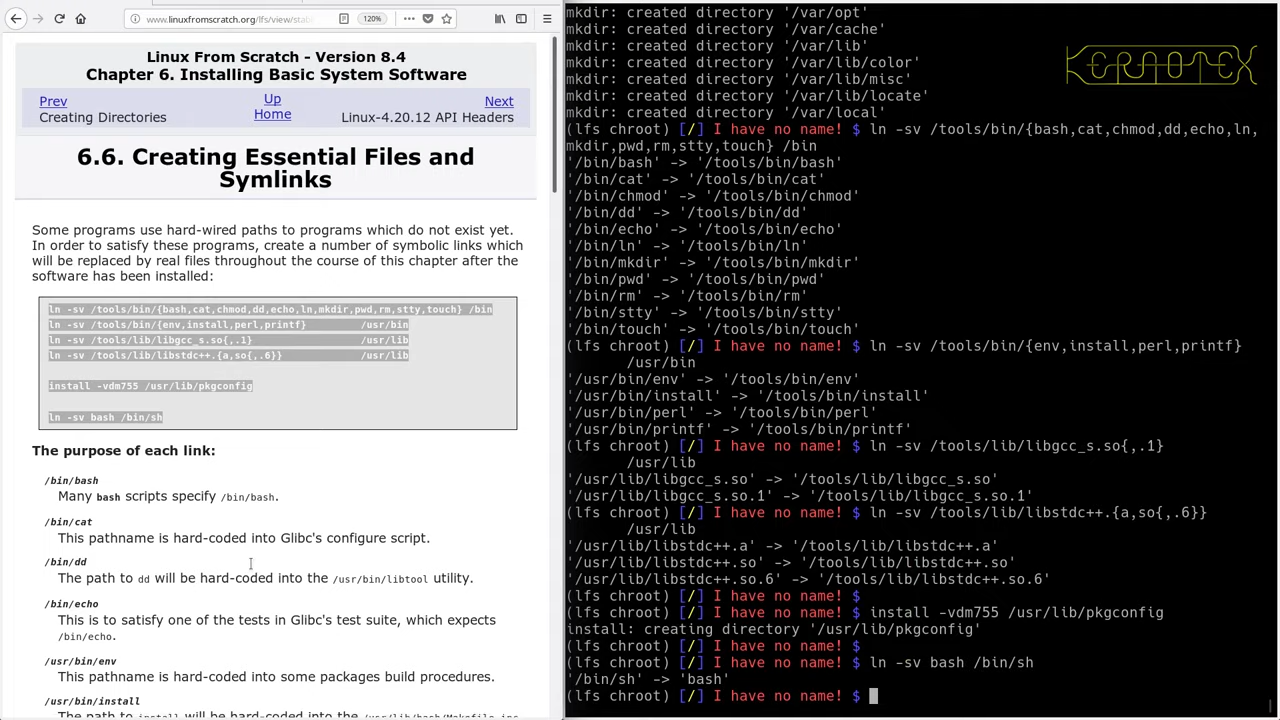 www.linuxfromscratch.org/lfs/view/stab
120%
Linux From Scratch - Version 8.4
Chapter 6. Installing Basic System Software
Prev
Up
Next
Creating Directories
Home
Linux-4.20.12 API Headers
6.6. Creating Essential Files and
Symlinks
Some programs use hard-wired paths to programs which do not exist yet.
In order to satisfy these programs, create a number of symbolic links which
will be replaced by real files throughout the course of this chapter after the
software has been installed:
ln -sv /tools/bin/{bash,cat,chmod,dd,echo,ln,mkdir,pwd,rm,stty,touch} /bin
ln -sv /tools/bin/{env,install,perl,printf} /usr/bin
ln -sv /tools/lib/libgcc_s.so{,.1} /usr/lib
ln -sv /tools/lib/libstdc++.{a,so{,.6}} /usr/lib
install -vdm755 /usr/lib/pkgconfig
ln -sv bash /bin/sh
The purpose of each link:
/bin/bash
Many bash scripts specify /bin/bash.
/bin/cat
This pathname is hard-coded into Glibc's configure script.
/bin/dd
The path to dd will be hard-coded into the /usr/bin/libtool utility.
/bin/echo
This is to satisfy one of the tests in Glibc's test suite, which expects
/bin/echo.
/usr/bin/env
This pathname is hard-coded into some packages build procedures.
/usr/bin/install
The path to install will be hard-coded into the /usr/lib/bash/Makefile.inc
mkdir: created directory '/var/opt'
mkdir: created directory '/var/cache'
mkdir: created directory '/var/lib'
mkdir: created directory '/var/lib/color'
mkdir: created directory '/var/lib/misc'
mkdir: created directory '/var/lib/locate'
mkdir: created directory '/var/local'
(lfs chroot) [/] I have no name! $ ln -sv /tools/bin/{bash,cat,chmod,dd,echo,ln,
mkdir,pwd,rm,stty,touch} /bin
'/bin/bash' -> '/tools/bin/bash'
'/bin/cat' -> '/tools/bin/cat'
'/bin/chmod' -> '/tools/bin/chmod'
'/bin/dd' -> '/tools/bin/dd'
'/bin/echo' -> '/tools/bin/echo'
'/bin/ln' -> '/tools/bin/ln'
'/bin/mkdir' -> '/tools/bin/mkdir'
'/bin/pwd' -> '/tools/bin/pwd'
'/bin/rm' -> '/tools/bin/rm'
'/bin/stty' -> '/tools/bin/stty'
'/bin/touch' -> '/tools/bin/touch'
(lfs chroot) [/] I have no name! $ ln -sv /tools/bin/{env,install,perl,printf}
/usr/bin
'/usr/bin/env' -> '/tools/bin/env'
'/usr/bin/install' -> '/tools/bin/install'
'/usr/bin/perl' -> '/tools/bin/perl'
'/usr/bin/printf' -> '/tools/bin/printf'
(lfs chroot) [/] I have no name! $ ln -sv /tools/lib/libgcc_s.so{,.1}
/usr/lib
'/usr/lib/libgcc_s.so' -> '/tools/lib/libgcc_s.so'
'/usr/lib/libgcc_s.so.1' -> '/tools/lib/libgcc_s.so.1'
(lfs chroot) [/] I have no name! $ ln -sv /tools/lib/libstdc++.{a,so{,.6}}
/usr/lib
'/usr/lib/libstdc++.a' -> '/tools/lib/libstdc++.a'
'/usr/lib/libstdc++.so' -> '/tools/lib/libstdc++.so'
'/usr/lib/libstdc++.so.6' -> '/tools/lib/libstdc++.so.6'
(lfs chroot) [/] I have no name! $
(lfs chroot) [/] I have no name! $ install -vdm755 /usr/lib/pkgconfig
install: creating directory '/usr/lib/pkgconfig'
(lfs chroot) [/] I have no name! $
(lfs chroot) [/] I have no name! $ ln -sv bash /bin/sh
'/bin/sh' -> 'bash'
(lfs chroot) [/] I have no name! $
KERNOTEX